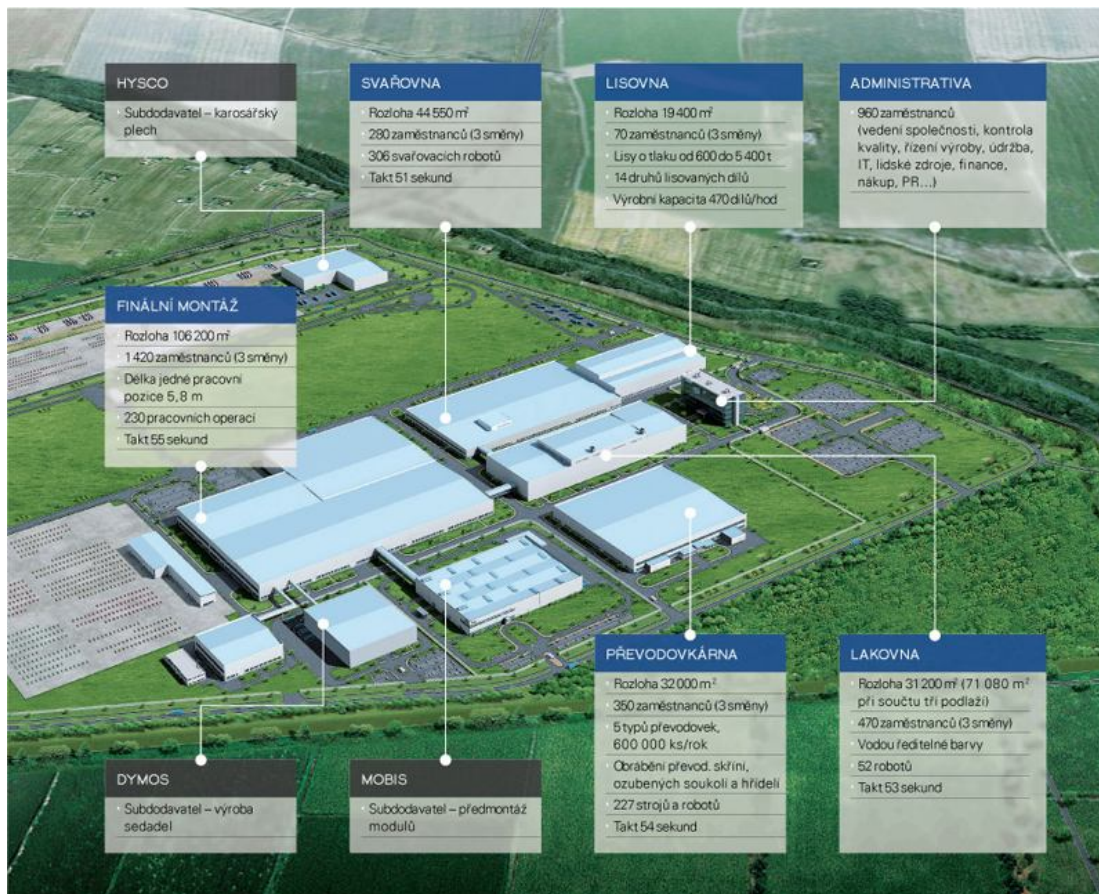 HYSCO
Subdodavatel – karosářský
plech
SVAŘOVNA
Rozloha 44 550 m²
280 zaměstnanců (3 směny)
306 svařovacích robotů
Takt 51 sekund
LISOVNA
Rozloha 19 400 m²
70 zaměstnanců (3 směny)
Lisy o tlaku od 600 do 5 400 t
14 druhů lisovaných dílů
Výrobní kapacita 470 dílů/hod
ADMINISTRATIVA
960 zaměstnanců
(vedení společnosti, kontrola
kvality, řízení výroby, údržba,
IT, lidské zdroje, finance,
nákup, PR...)
FINÁLNÍ MONTÁŽ
Rozloha 106 200 m²
1 420 zaměstnanců (3 směny)
Délka jedné pracovní
pozice 5,8 m
230 pracovních operací
Takt 55 sekund
DYMOS
Subdodavatel – výroba
sedadel
MOBIS
Subdodavatel – předmontáž
modulů
PŘEVODOVKÁRNA
Rozloha 32 000 m²
350 zaměstnanců (3 směny)
5 typů převodovek,
600 000 ks/rok
Obrábění převod. skříní,
ozubených soukolí a hřídelí
227 strojů a robotů
Takt 54 sekund
LAKOVNA
Rozloha 31 200 m² (71 080 m²
při součtu tří podlaží)
470 zaměstnanců (3 směny)
Vodou ředitelné barvy
52 robotů
Takt 53 sekund